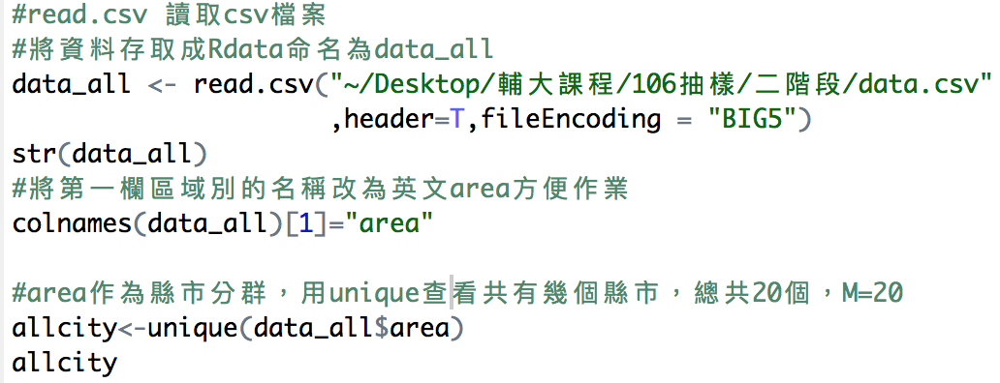 #read.csv 讀取csv檔案
#將資料存取成Rdata命名為data_all
data_all <- read.csv("~/Desktop/輔大課程/106抽樣/二階段/data.csv"
,header=T,fileEncoding = "BIG5")
str(data_all)
#將第一欄區域別的名稱改為英文area方便作業
colnames(data_all)[1]="area"
#area作為縣市分群，用unique查看共有幾個縣市，總共20個，M=20
allcity<-unique(data_all$area)
allcity